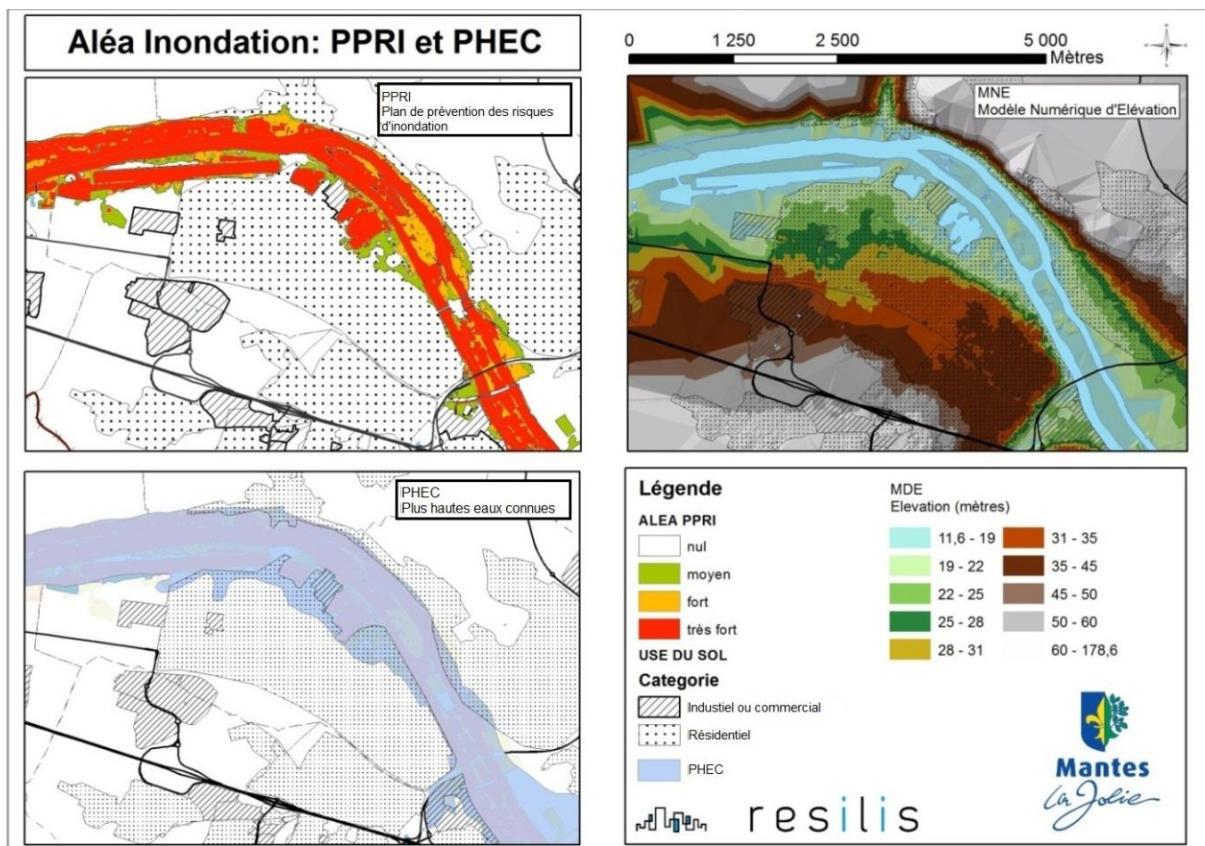 Aléa Inondation: PPRI et PHEC
0 1 250 2 500 5 000
Mètres
PPRI
Plan de prévention des risques
d'inondation
MNE
Modèle Numérique d'Elévation
PHEC
Plus hautes eaux connues
Légende
ALEA PPRI
nul
moyen
fort
très fort
USE DU SOL
Categorie
Industiel ou commercial
Résidentiel
PHEC
MDE
Elevation (mètres)
11,6 - 19
19 - 22
22 - 25
25 - 28
28 - 31
31 - 35
35 - 45
45 - 50
50 - 60
60 - 178,6
resilis
Mantes
La Jolie